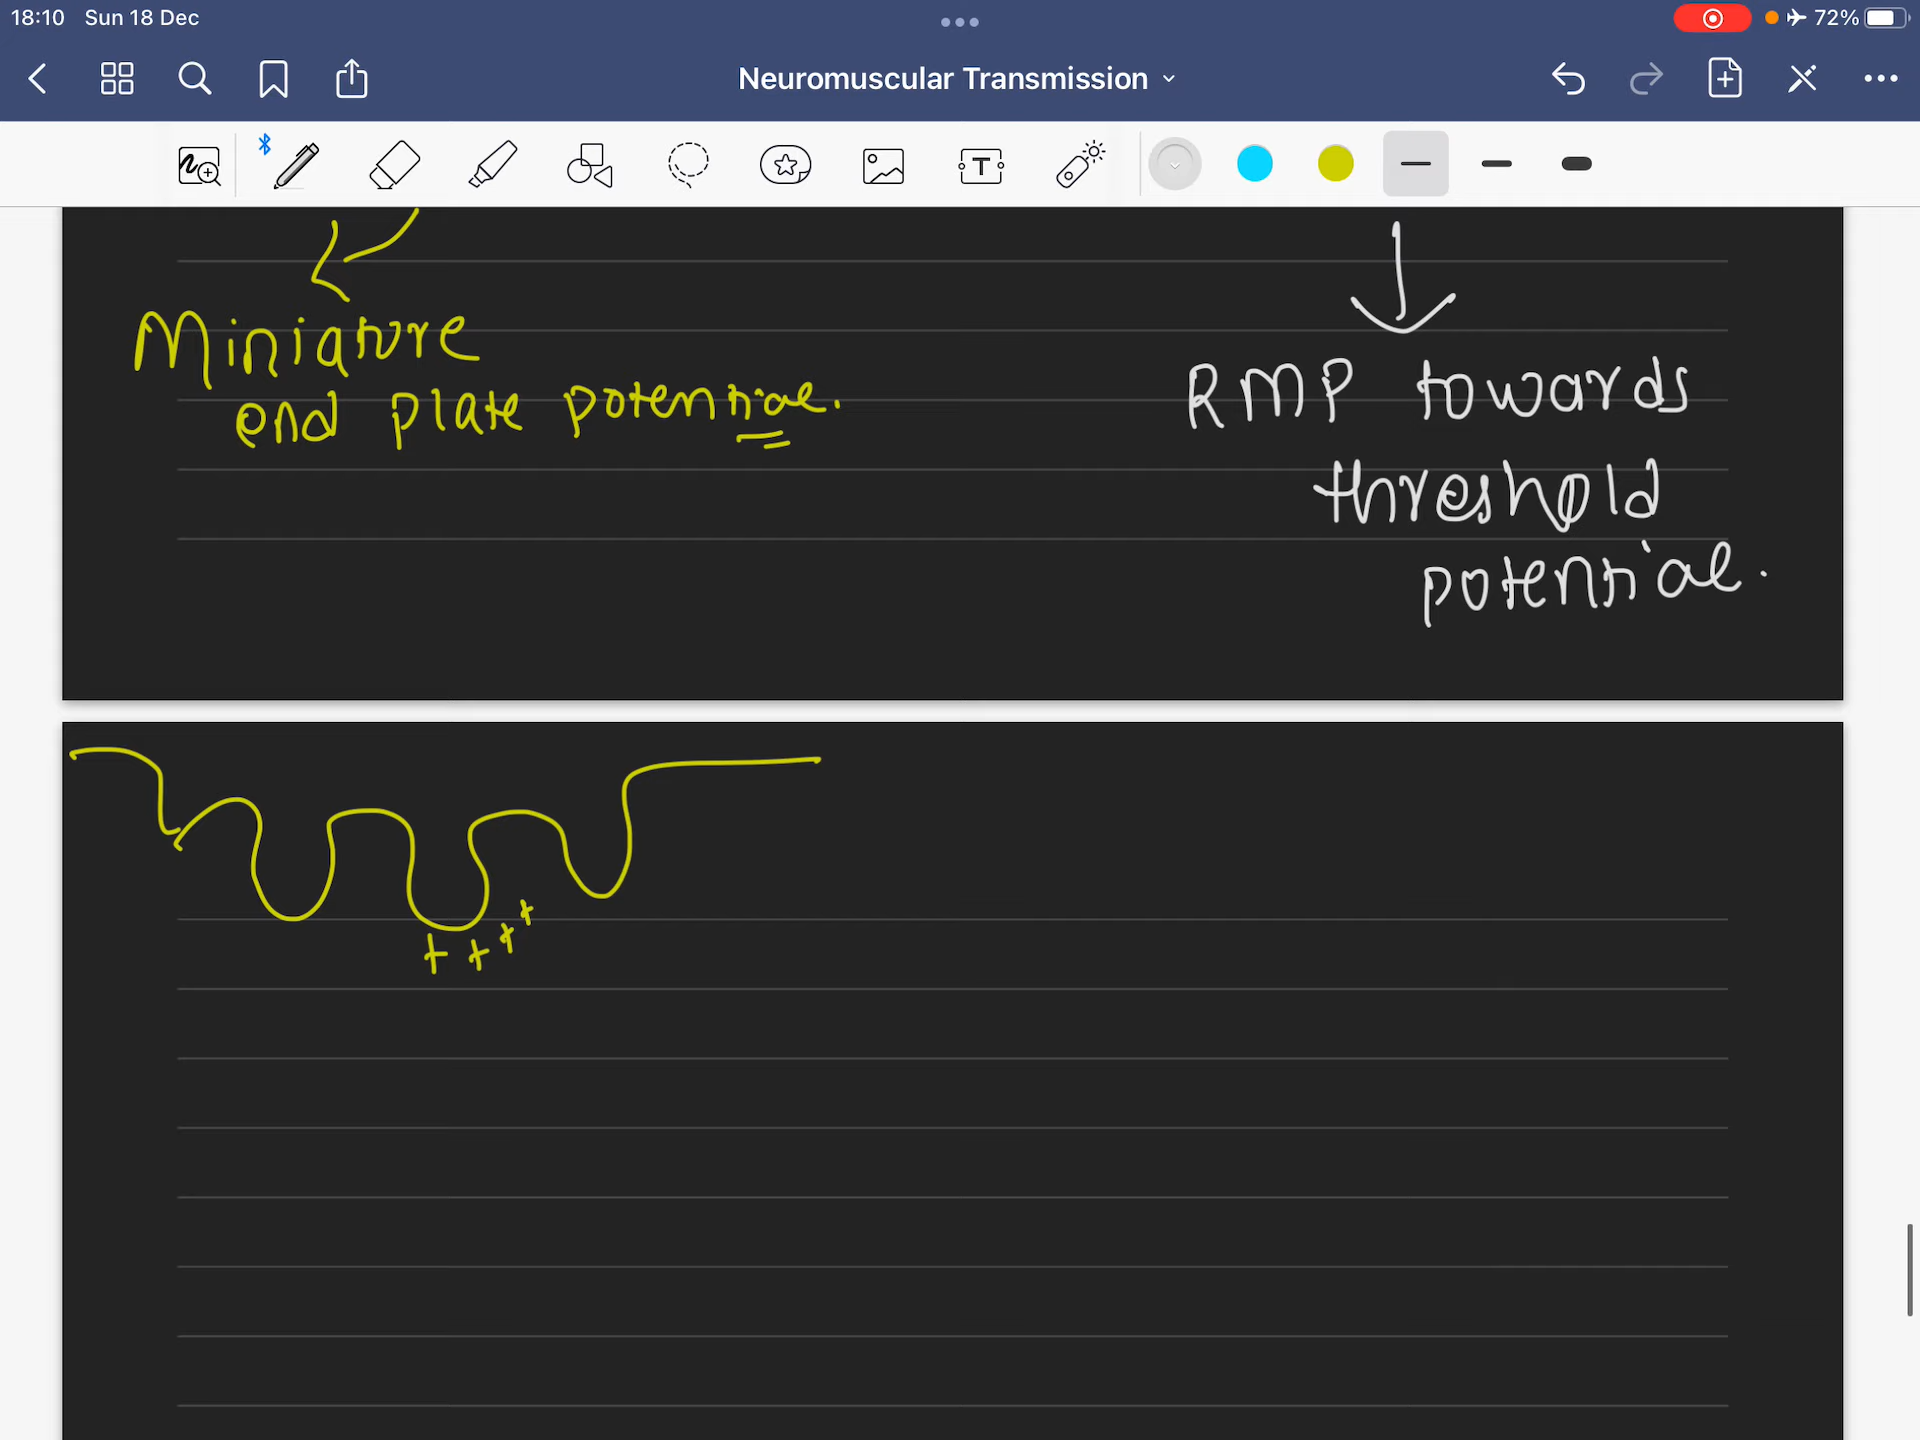 18:10 Sun 18 Dec
72%
Neuromuscular Transmission
T
Miniature
end plate potential.
RMP towards
threshold
potential.
+ + + +